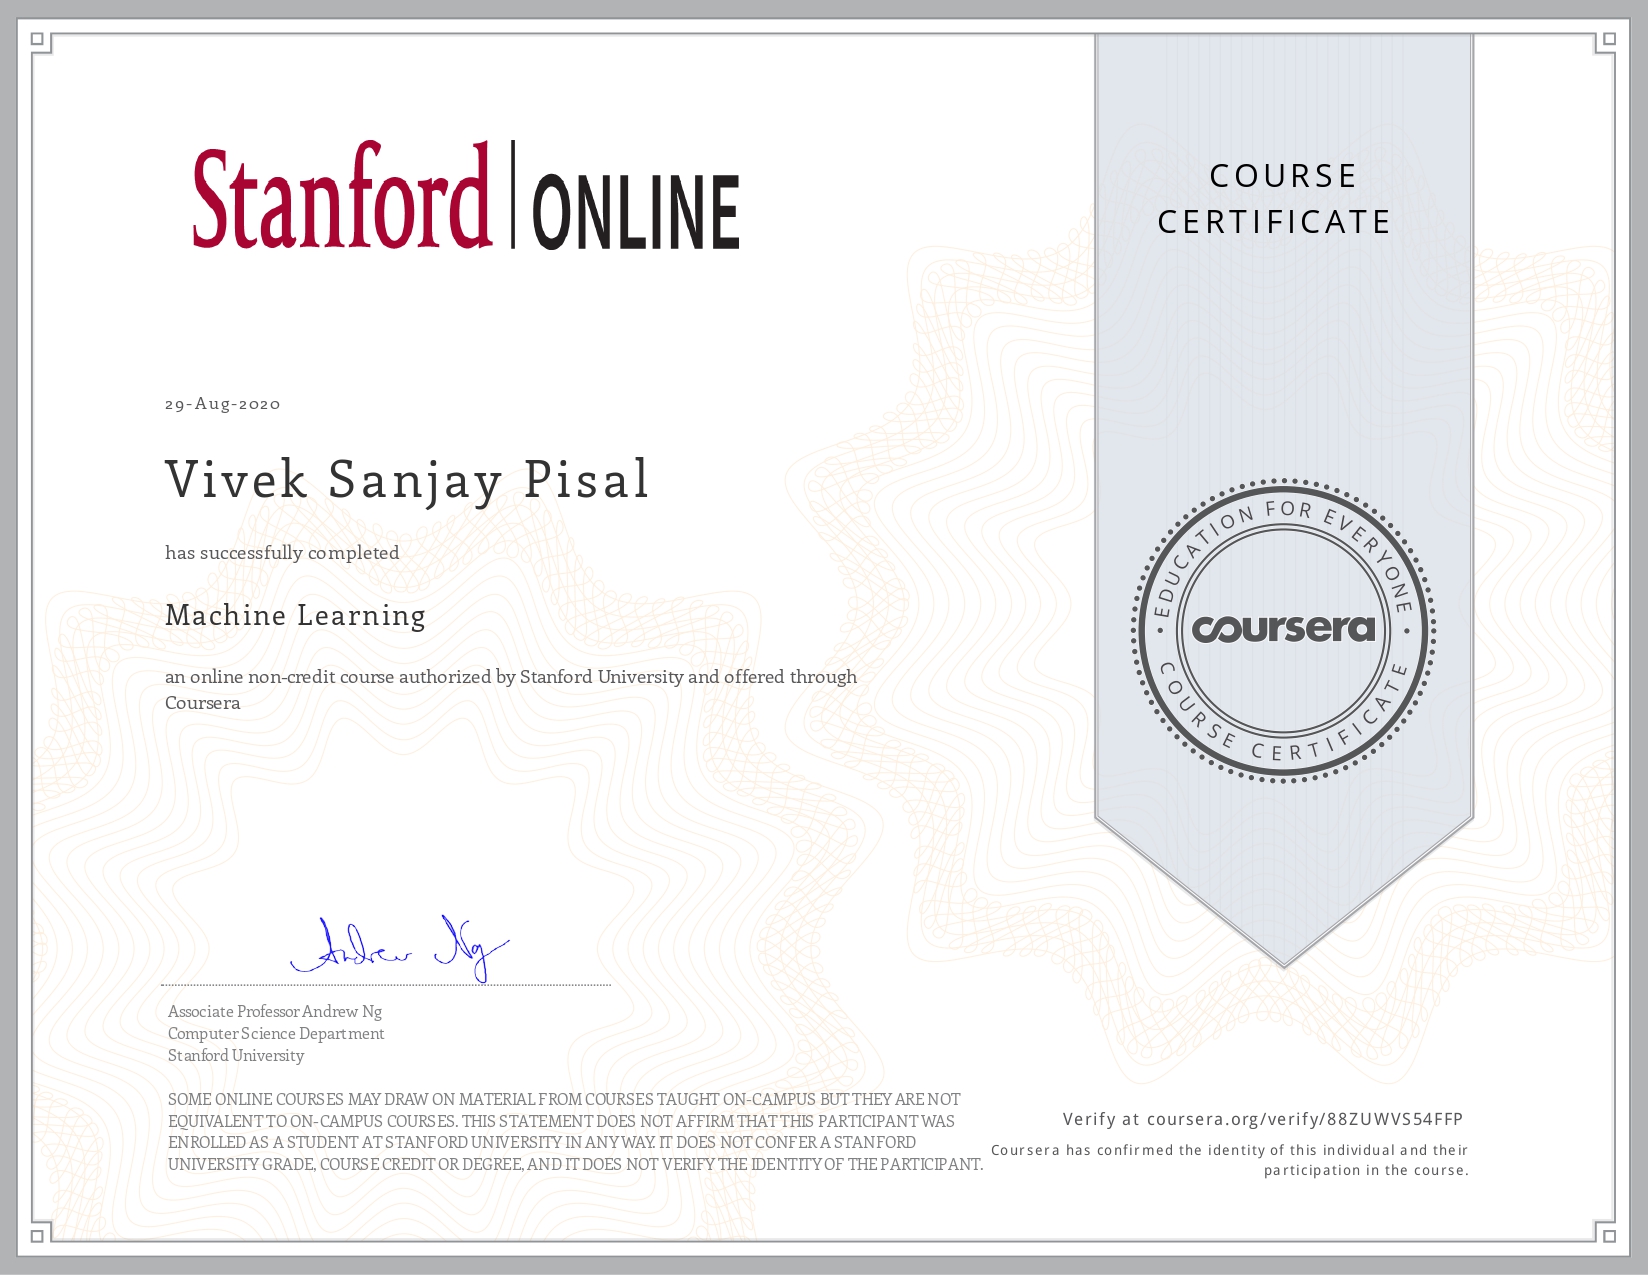 Stanford | ONLINE
COURSE
CERTIFICATE
29-Aug-2020
Vivek Sanjay Pisal
has successfully completed
Machine Learning
an online non-credit course authorized by Stanford University and offered through
Coursera
EDUCATION FOR EVERYONE
coursera
COURSE CERTIFICATE
Andrew Ng
Associate Professor Andrew Ng
Computer Science Department
Stanford University
SOME ONLINE COURSES MAY DRAW ON MATERIAL FROM COURSES TAUGHT ON-CAMPUS BUT THEY ARE NOT
EQUIVALENT TO ON-CAMPUS COURSES. THIS STATEMENT DOES NOT AFFIRM THAT THIS PARTICIPANT WAS
ENROLLED AS A STUDENT AT STANFORD UNIVERSITY IN ANY WAY. IT DOES NOT CONFER A STANFORD
UNIVERSITY GRADE, COURSE CREDIT OR DEGREE, AND IT DOES NOT VERIFY THE IDENTITY OF THE PARTICIPANT.
Verify at coursera.org/verify/88ZUWVS54FFP
Coursera has confirmed the identity of this individual and their
participation in the course.